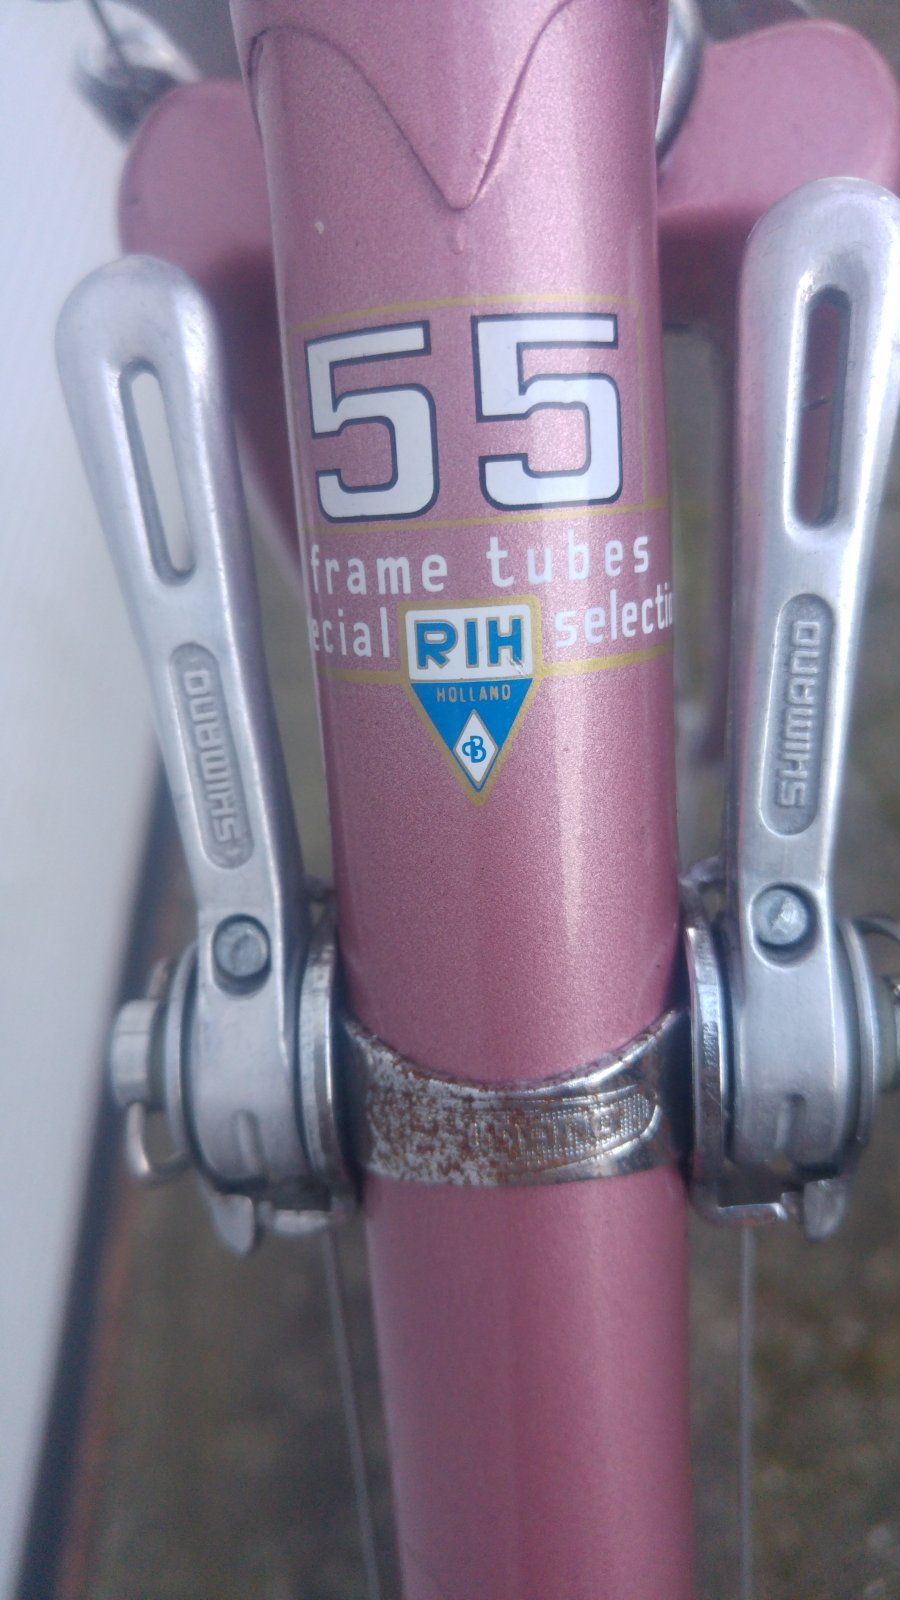 55
frame tubes
ecial RIH selecti
HOLLAND
SHIMANO
SHIMANO